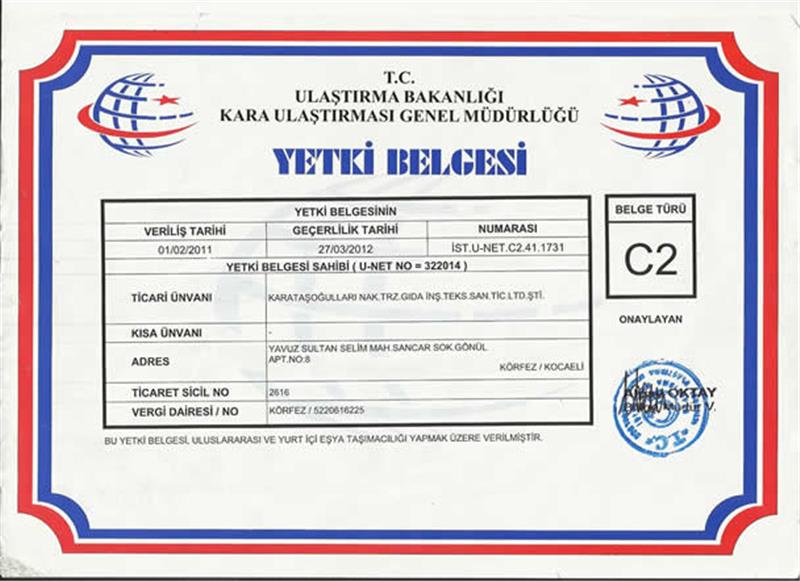 T.C.
ULAŞTIRMA BAKANLIĞI
KARA ULAŞTIRMASI GENEL MÜDÜRLÜĞÜ
YETKİ BELGESİ
YETKİ BELGESİNİN
VERİLİŞ TARİHİ GEÇERLİLİK TARİHİ NUMARASI
01/02/2011 27/03/2012 İST.U-NET.C2.41.1731
YETKİ BELGESİ SAHİBİ ( U-NET NO = 322014 )
TİCARİ ÜNVANI KARATAŞOĞULLARI NAK.TRZ.GIDA İNŞ.TEKS.SAN.TİC.LTD.ŞTİ.
KISA ÜNVANI -
ADRES YAVUZ SULTAN SELİM MAH.SANCAR SOK.GÖNÜL
APT.NO:8
KÖRFEZ / KOCAELİ
TİCARET SİCİL NO 2616
VERGİ DAİRESİ / NO KÖRFEZ / 5220616225
BU YETKİ BELGESİ, ULUSLARARASI VE YURT İÇİ EŞYA TAŞIMACILIĞI YAPMAK ÜZERE VERİLMİŞTİR.
BELGE TÜRÜ
C2
ONAYLAYAN
OKTAY
Müdür V.
T.C.